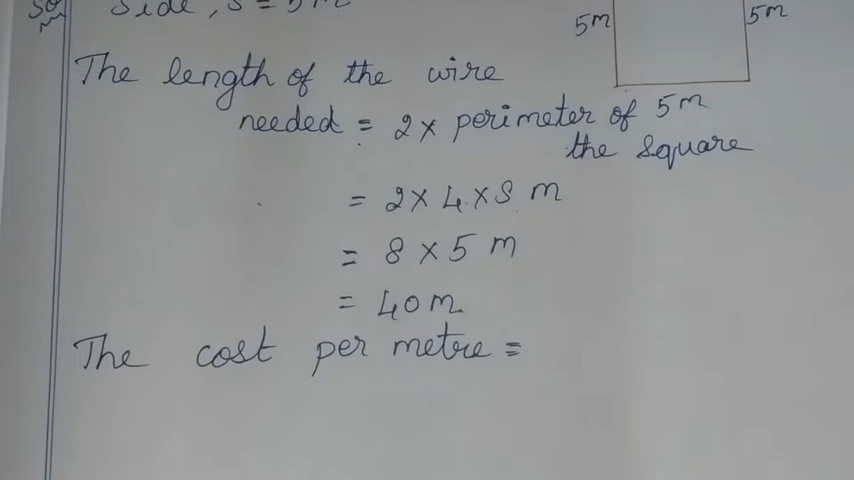 Side, S = 5 m
5m
5m
The length of the wire
5m
needed = 2 × perimeter of
the square
= 2 × 4 × S m
= 8 × 5 m
= 40 m
The cost per metre =